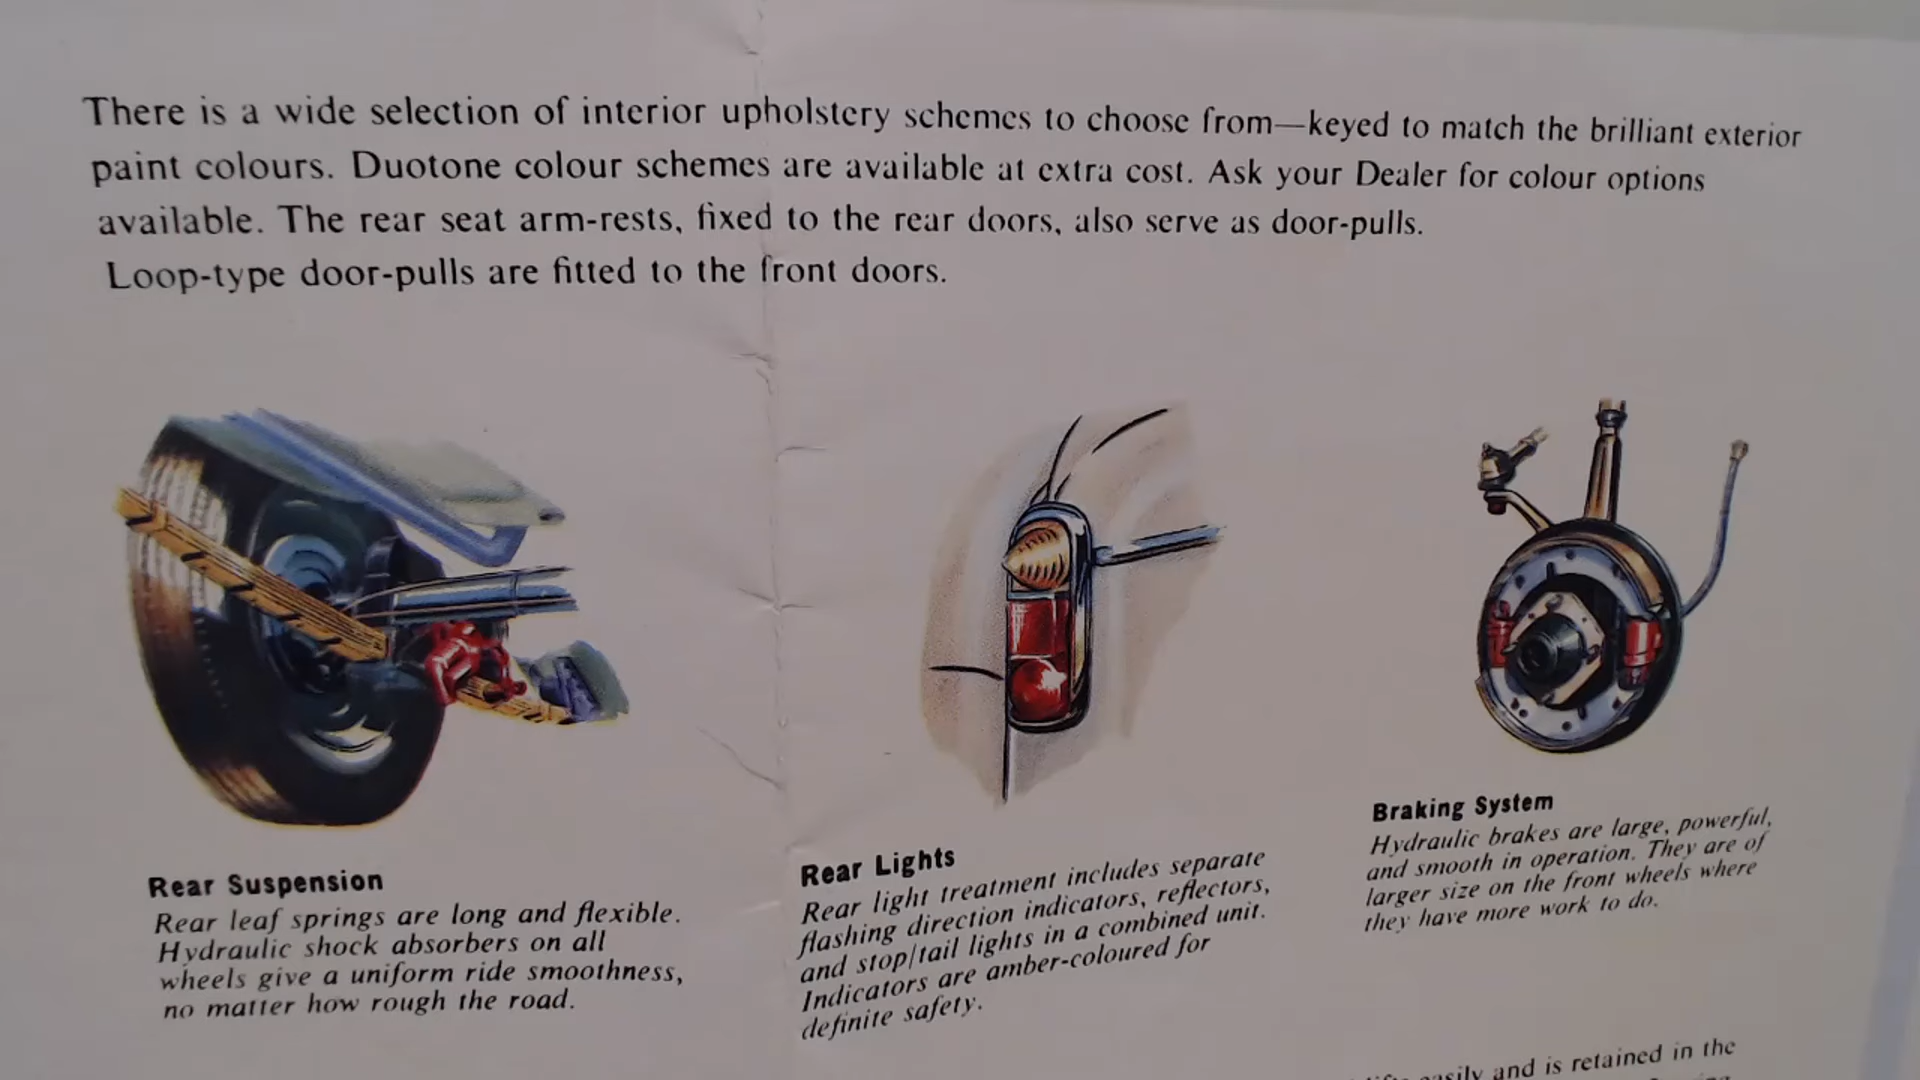 There is a wide selection of interior upholstery schemes to choose from—keyed to match the brilliant exterior
paint colours. Duotone colour schemes are available at extra cost. Ask your Dealer for colour options
available. The rear seat arm-rests, fixed to the rear doors, also serve as door-pulls.
Loop-type door-pulls are fitted to the front doors.
Rear Suspension
Rear leaf springs are long and flexible.
Hydraulic shock absorbers on all
wheels give a uniform ride smoothness,
no matter how rough the road.
Rear Lights
Rear light treatment includes separate
flashing direction indicators, reflectors,
and stop/tail lights in a combined unit.
Indicators are amber-coloured for
definite safety.
Braking System
Hydraulic brakes are large, powerful,
and smooth in operation. They are of
larger size on the front wheels where
they have more work to do.
easily and is retained in the